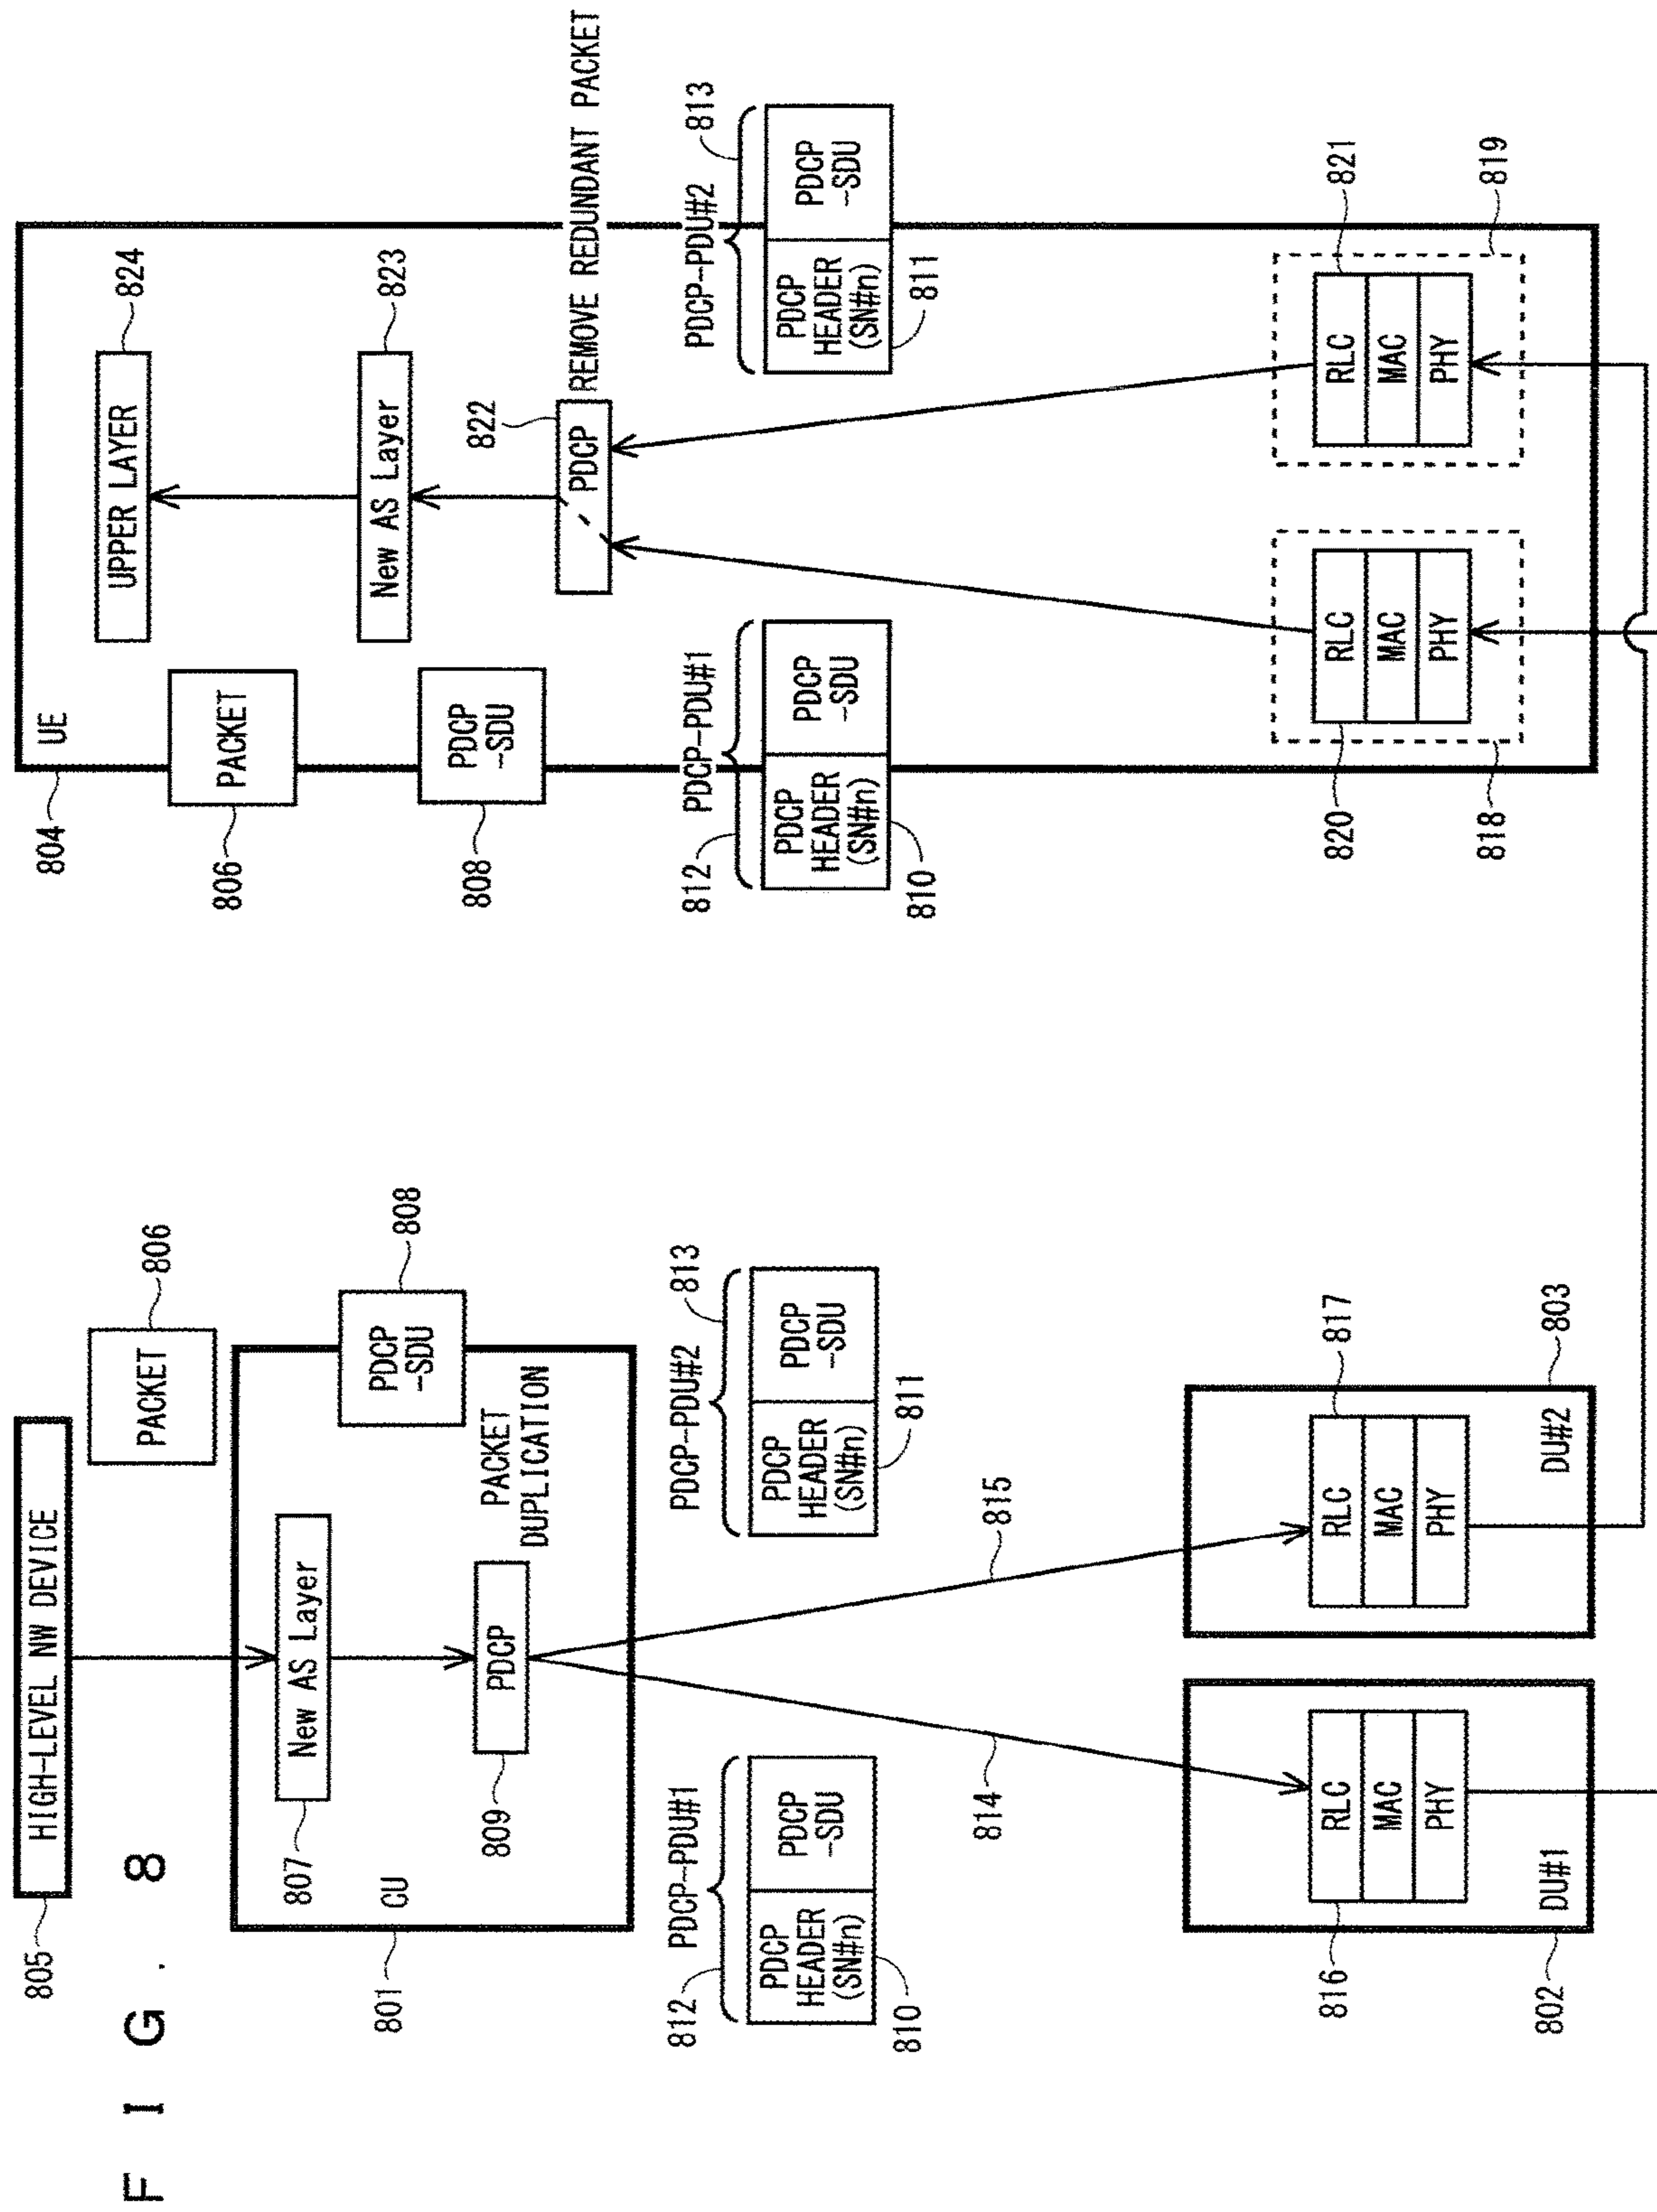 FIG. 8
805
HIGH-LEVEL NW DEVICE
PACKET
806
807
New AS Layer
PDCP
-SDU
808
CU
801
809
PDCP
PACKET
DUPLICATION
812
PDCP-PDU#1
PDCP
HEADER
(SN#n)
PDCP
-SDU
810
PDCP-PDU#2
813
PDCP
HEADER
(SN#n)
PDCP
-SDU
811
814
815
816
RLC
MAC
PHY
DU#1
802
817
RLC
MAC
PHY
DU#2
803
804
UE
UPPER LAYER
824
PACKET
806
New AS Layer
823
PDCP
-SDU
808
822
PDCP
REMOVE REDUNDANT PACKET
812
PDCP-PDU#1
PDCP
HEADER
(SN#n)
PDCP
-SDU
810
PDCP-PDU#2
813
PDCP
HEADER
(SN#n)
PDCP
-SDU
811
820
RLC
MAC
PHY
818
821
RLC
MAC
PHY
819